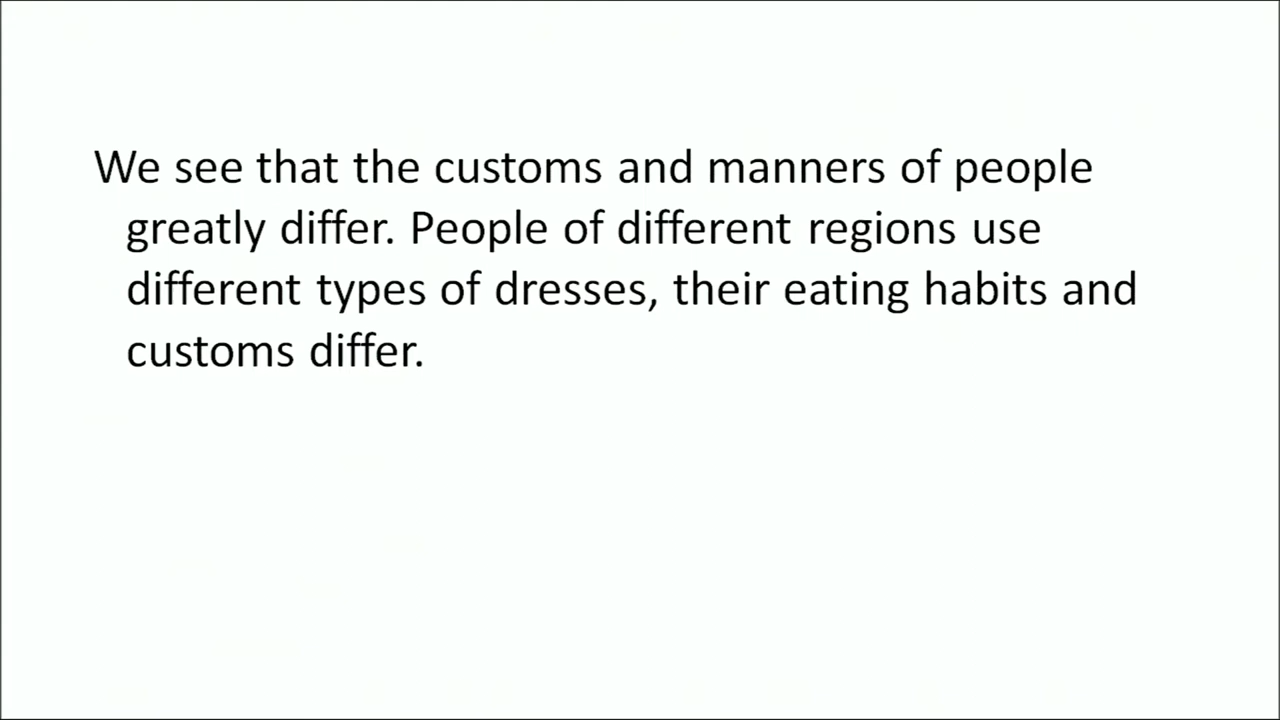 We see that the customs and manners of people
greatly differ. People of different regions use
different types of dresses, their eating habits and
customs differ.